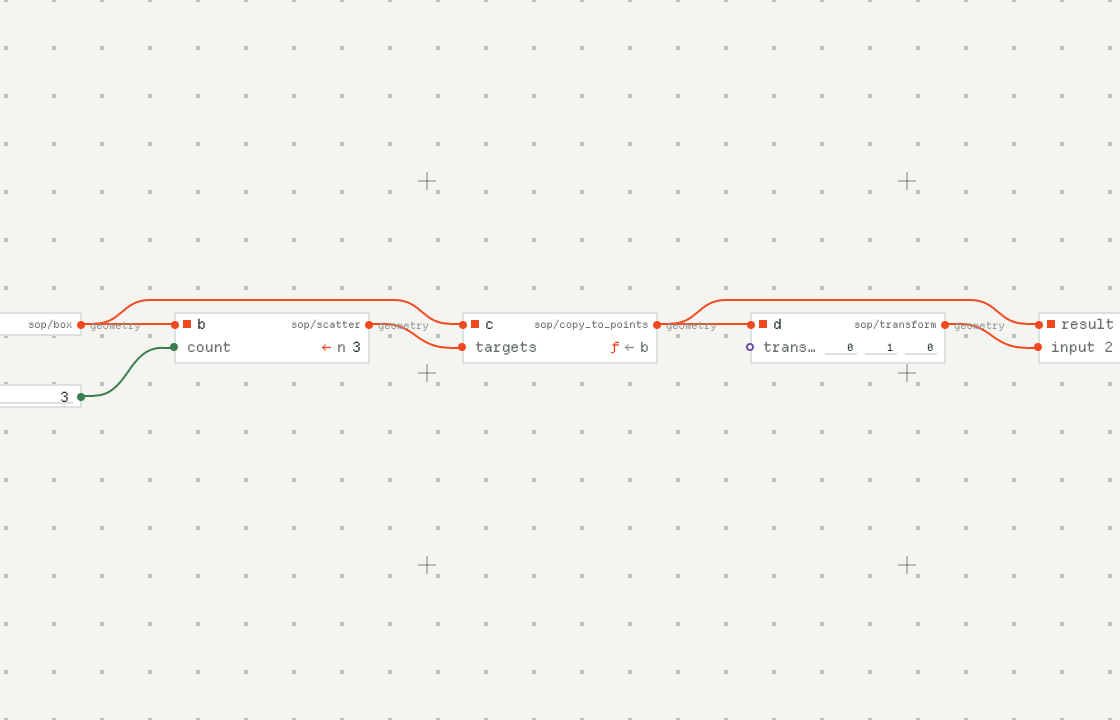 sop/box geometry b sop/scatter geometry c sop/copy_to_points geometry d sop/transform geometry result
count ← n 3 targets ƒ ← b trans… 0 1 0 input 2
3